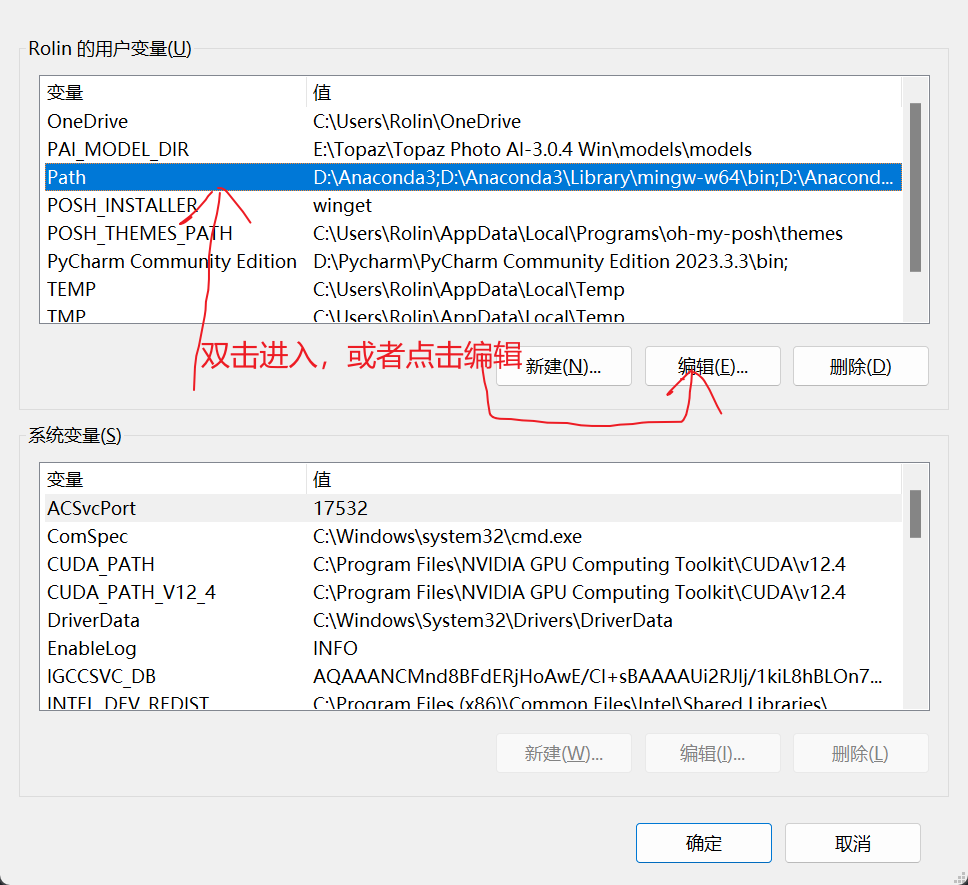 Rolin 的用户变量(U)
变量 值
OneDrive C:\Users\Rolin\OneDrive
PAI_MODEL_DIR E:\Topaz\Topaz Photo AI-3.0.4 Win\models\models
Path D:\Anaconda3;D:\Anaconda3\Library\mingw-w64\bin;D:\Anacond...
POSH_INSTALLER winget
POSH_THEMES_PATH C:\Users\Rolin\AppData\Local\Programs\oh-my-posh\themes
PyCharm Community Edition D:\Pycharm\PyCharm Community Edition 2023.3.3\bin;
TEMP C:\Users\Rolin\AppData\Local\Temp
TMP C:\Users\Rolin\AppData\Local\Temp
双击进入，或者点击编辑
新建(N)... 编辑(E)... 删除(D)
系统变量(S)
变量 值
ACSvcPort 17532
ComSpec C:\Windows\system32\cmd.exe
CUDA_PATH C:\Program Files\NVIDIA GPU Computing Toolkit\CUDA\v12.4
CUDA_PATH_V12_4 C:\Program Files\NVIDIA GPU Computing Toolkit\CUDA\v12.4
DriverData C:\Windows\System32\Drivers\DriverData
EnableLog INFO
IGCCSVC_DB AQAAANCMnd8BFdERjHoAwE/Cl+sBAAAAUi2RJIj/1kiL8hBLOn7...
INTEL_DEV_REDIST C:\Program Files (x86)\Common Files\Intel\Shared Libraries\
新建(W)... 编辑(I)... 删除(L)
确定 取消